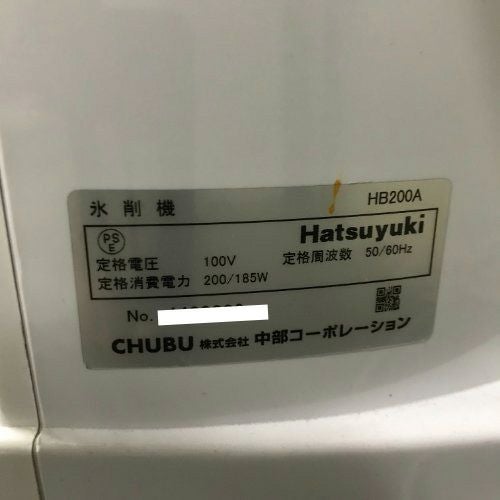 氷削機 HB200A
PS
E
Hatsuyuki
定格電圧 100V 定格周波数 50/60Hz
定格消費電力 200/185W
No.
CHUBU 株式会社 中部コーポレーション